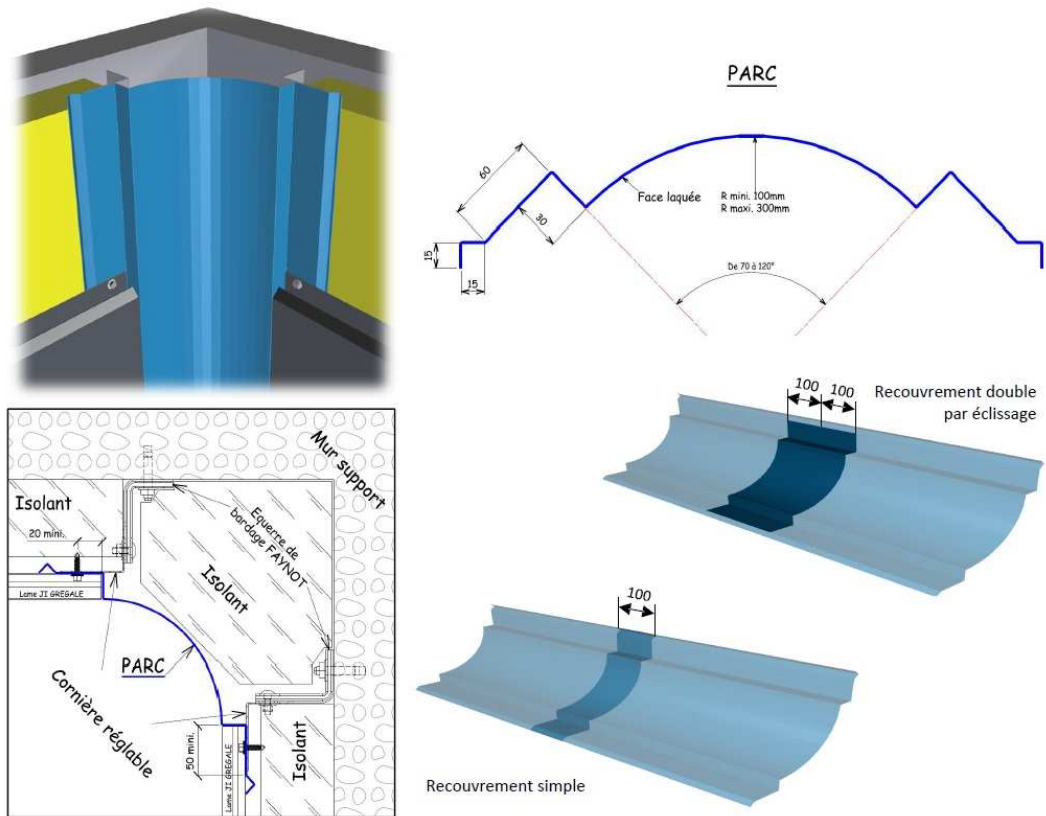 PARC
60
30
15
15
Face laquée
R mini. 100mm
R maxi. 300mm
De 70 à 120°
100 100
Recouvrement double
par éclissage
100
Recouvrement simple
Mur support
Isolant
20 mini.
Equerre de
bardage FAYNOT
Isolant
Lame JI GREGALE
PARC
Cornière réglable
50 mini.
Lame JI GREGALE
Isolant